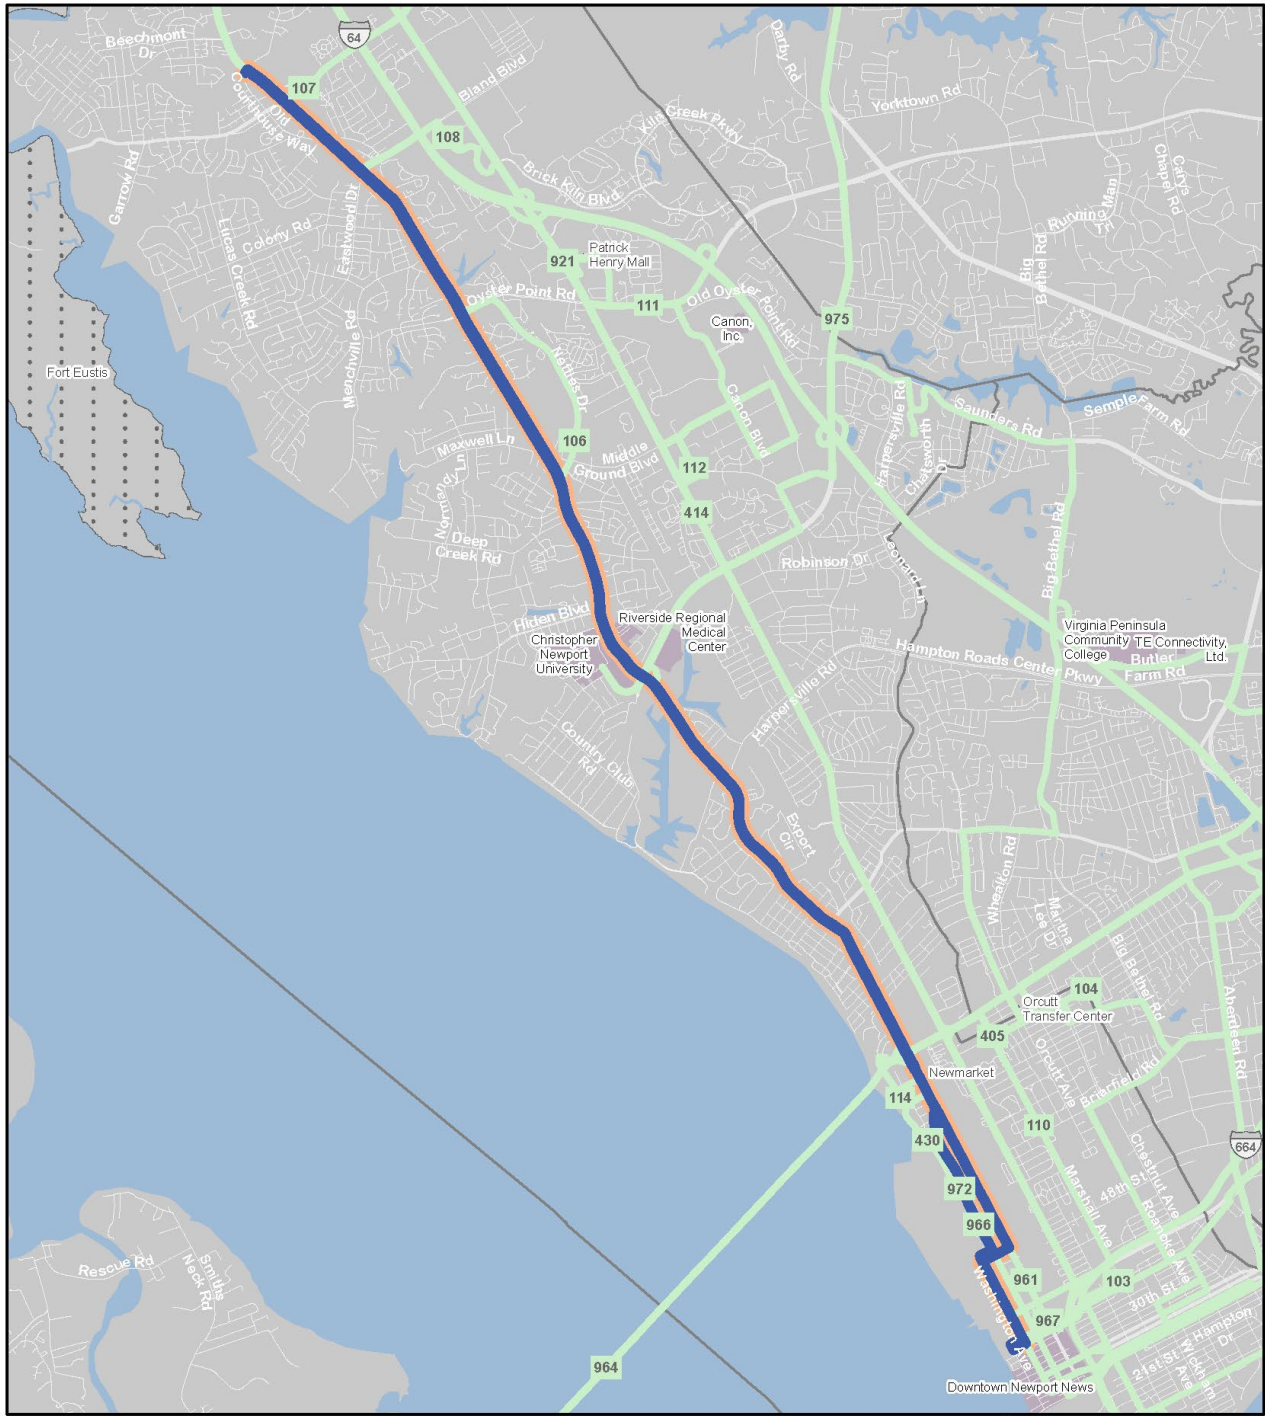 Beechmont
Dr
64
107
Bland Blvd
Darby Rd
Yorktown Rd
Old
Courthouse Way
108
Kiln Creek Pkwy
Garrow Rd
Brick Kiln Blvd
Carys
Chapel Rd
Running Man
Trl
Lucas Creek Rd
Colony Rd
Eastwood Dr
921
Patrick
Henry Mall
Big
Bethel Rd
Oyster Point Rd
111
Old Oyster Point Rd
Canon,
Inc.
975
Fort Eustis
Menchville Rd
Nettles Dr
Canon Blvd
Harpersville Rd
Chatsworth
Dr
Saunders Rd
Semple Farm Rd
Maxwell Ln
Normandy Ln
106
Middle
Ground Blvd
112
414
Deep
Creek Rd
Robinson Dr
Leonard Ln
Big Bethel Rd
Hiden Blvd
Riverside Regional
Medical
Center
Christopher
Newport
University
Virginia Peninsula
Community
College
TE Connectivity,
Ltd.
Butler
Farm Rd
Hampton Roads Center Pkwy
Harpersville Rd
Country Club
Rd
Export
Cir
Wheaton Rd
Martha
Lee Dr
Big Bethel Rd
Aberdeen Rd
104
Orcutt
Transfer Center
405
Orcutt Ave
Briarfield Rd
Newmarket
114
110
430
664
972
48th St
Chestnut Ave
Marshall Ave
Roanoke Ave
966
Rescue Rd
Smiths
Neck Rd
961
103
Washington Ave
30th St
967
Hampton
Dr
21st St
Wickham
Ave
964
Downtown Newport News